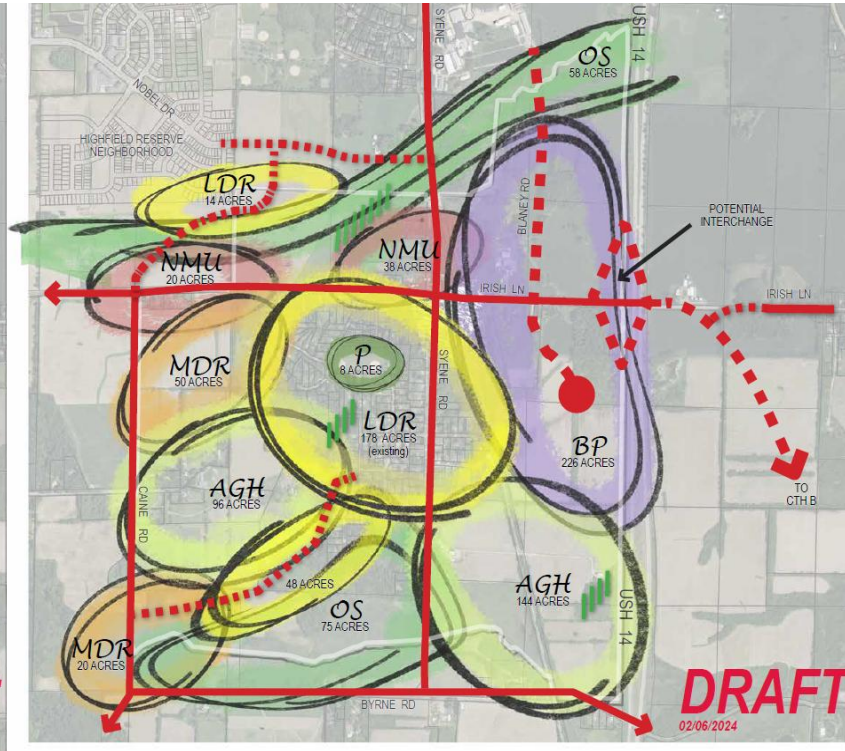 SYENE RD
USH 14
OS
58 ACRES
NOBEL DR
HIGHFIELD RESERVE
NEIGHBORHOOD
LDR
14 ACRES
BLANEY RD
POTENTIAL
INTERCHANGE
NMU
20 ACRES
NMU
38 ACRES
IRISH LN
IRISH LN
MDR
50 ACRES
P
8 ACRES
SYENE RD
LDR
178 ACRES
(existing)
BP
226 ACRES
TO
CTH B
CAINE RD
AGH
96 ACRES
48 ACRES
OS
75 ACRES
AGH
144 ACRES
USH 14
MDR
20 ACRES
BYRNE RD
DRAFT
02/06/2024